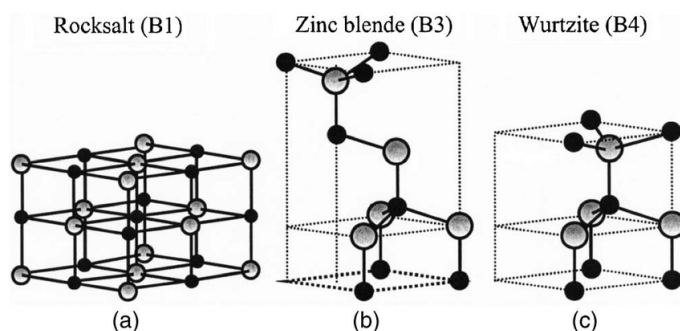 Rocksalt (B1)
Zinc blende (B3)
Wurtzite (B4)
(a)
(b)
(c)